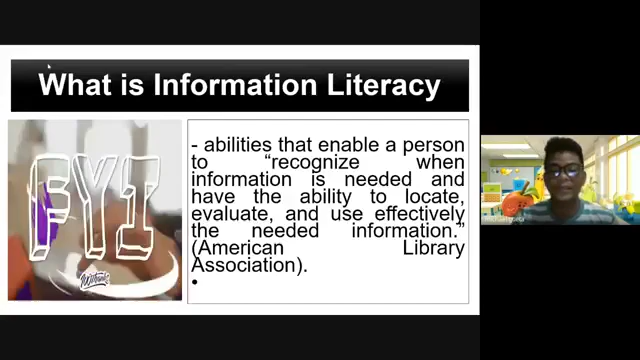 What is Information Literacy
FYI
- abilities that enable a person
to "recognize when
information is needed and
have the ability to locate,
evaluate, and use effectively
the needed information."
(American Library
Association).
•